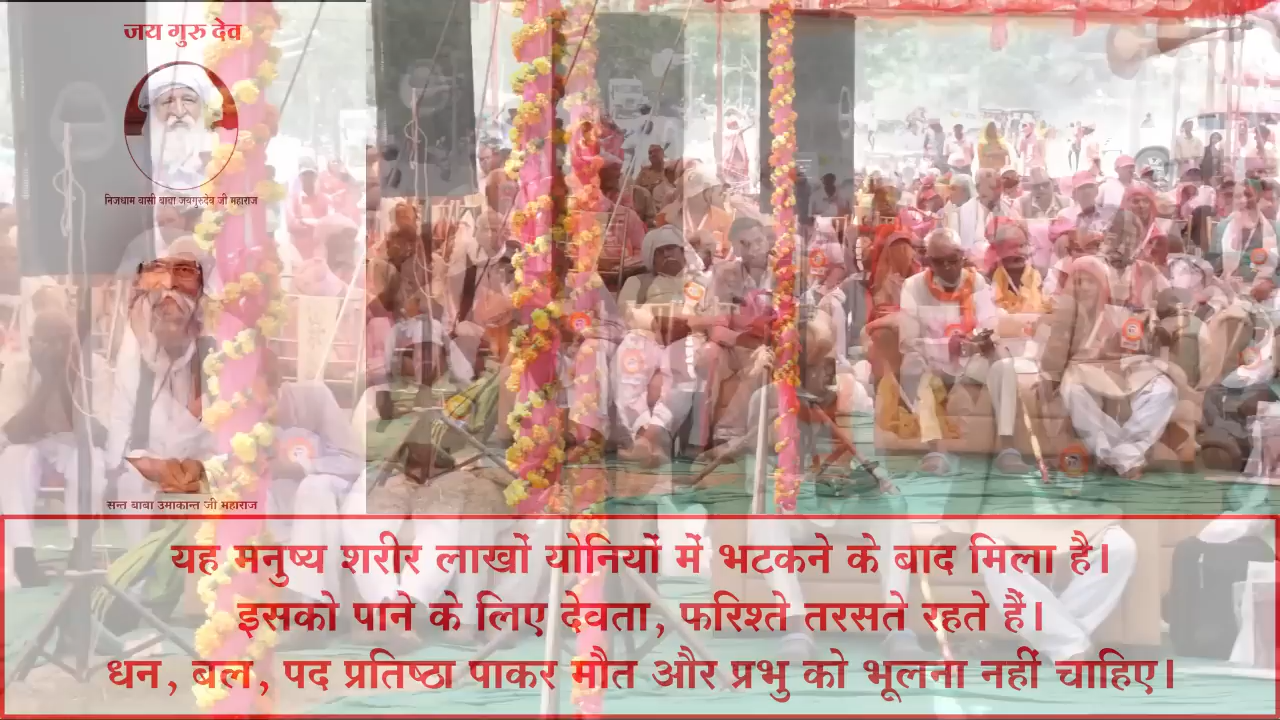 जय गुरु देव
निजधाम वासी बाबा जयगुरुदेव जी महाराज
सन्त बाबा उमाकान्त जी महाराज
यह मनुष्य शरीर लाखों योनियों में भटकने के बाद मिला है।
इसको पाने के लिए देवता, फरिश्ते तरसते रहते हैं।
धन, बल, पद प्रतिष्ठा पाकर मौत और प्रभु को भूलना नहीं चाहिए।